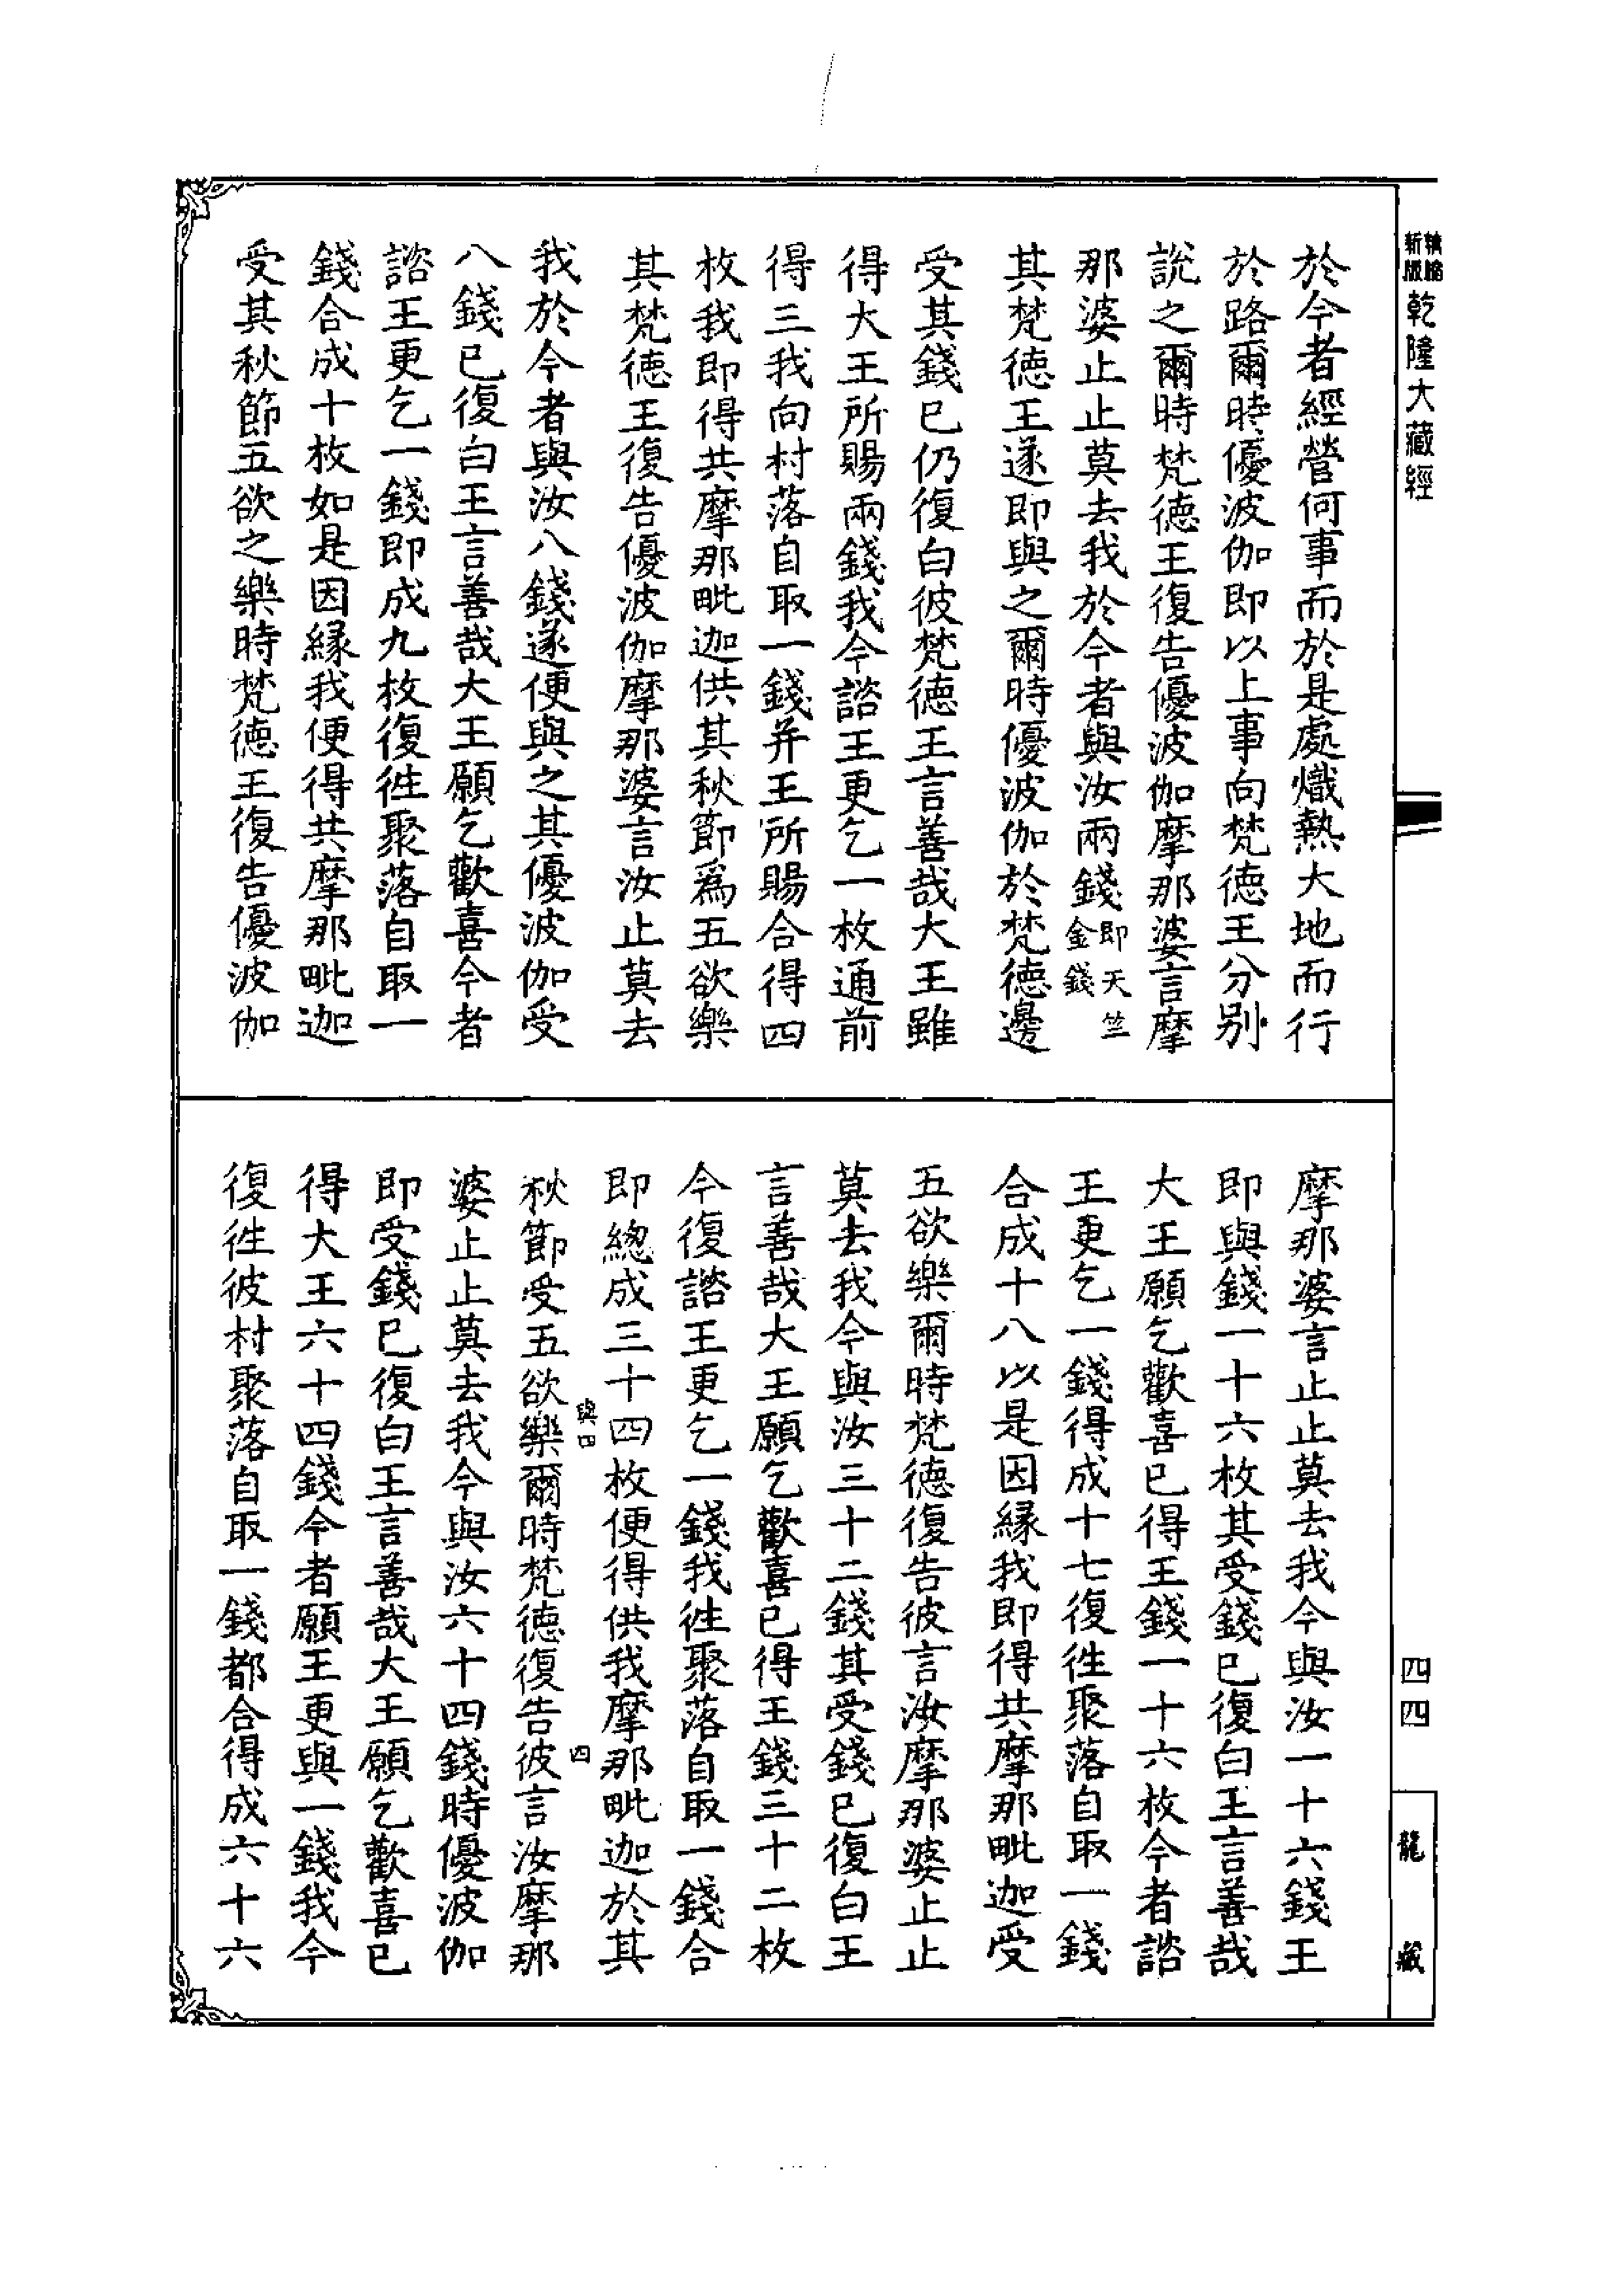 新版
乾隆大藏經
四四
龍藏
於今者經營何事而於是處熾熱大地而行
於路爾時優波伽即以上事向梵德王分別
說之爾時梵德王復告優波伽摩那婆言摩
那婆止止莫去我於今者與汝兩錢即天竺金錢
其梵德王遂即與之爾時優波伽於梵德邊
受其錢已仍復白彼梵德王言善哉大王雖
得大王所賜兩錢我今諮王更乞一枚通前
得三我向村落自取一錢并王所賜合得四
枚我即得共摩那毗迦供其秋節為五欲樂
其梵德王復告優波伽摩那婆言汝止莫去
我於今者與汝八錢遂便與之其優波伽受
八錢已復白王言善哉大王願乞歡喜今者
諮王更乞一錢即成九枚復徃聚落自取一
錢合成十枚如是因緣我便得共摩那毗迦
受其秋節五欲之樂時梵德王復告優波伽
摩那婆言止止莫去我今與汝一十六錢王
即與錢一十六枚其受錢已復白王言善哉
大王願乞歡喜已得王錢一十六枚今者諮
王更乞一錢得成十七復徃聚落自取一錢
合成十八以是因緣我即得共摩那毗迦受
五欲樂爾時梵德復告彼言汝摩那婆止止
莫去我今與汝三十二錢其受錢已復白王
言善哉大王願乞歡喜已得王錢三十二枚
今復諮王更乞一錢我徃聚落自取一錢合
即總成三十四枚便得供我摩那毗迦於其
與四
四
秋節受五欲樂爾時梵德復告彼言汝摩那
婆止止莫去我今與汝六十四錢時優波伽
即受錢已復白王言善哉大王願乞歡喜已
得大王六十四錢今者願王更與一錢我今
復徃彼村聚落自取一錢都合得成六十六